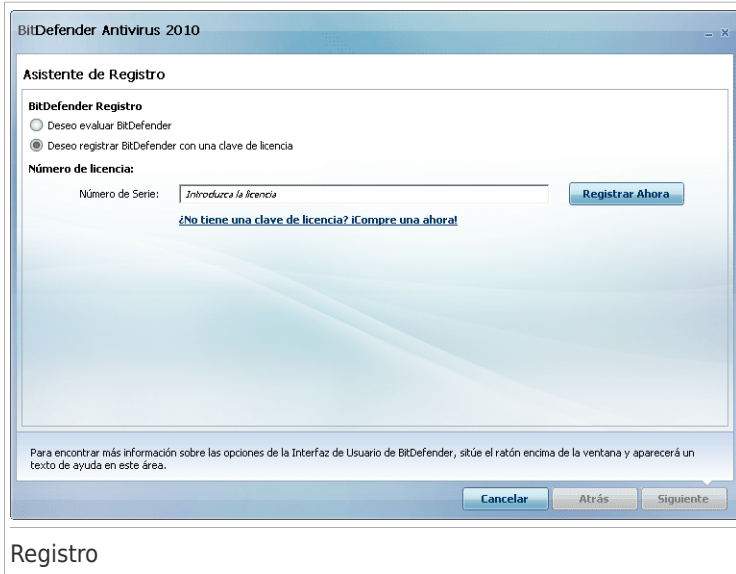 BitDefender Antivirus 2010
Asistente de Registro
BitDefender Registro
Deseo evaluar BitDefender
Deseo registrar BitDefender con una clave de licencia
Número de licencia:
Número de Serie: Introduzca la licencia Registrar Ahora
¿No tiene una clave de licencia? ¡Compre una ahora!
Para encontrar más información sobre las opciones de la Interfaz de Usuario de BitDefender, sitúe el ratón encima de la ventana y aparecerá un
texto de ayuda en este área.
Cancelar Atrás Siguiente
Registro